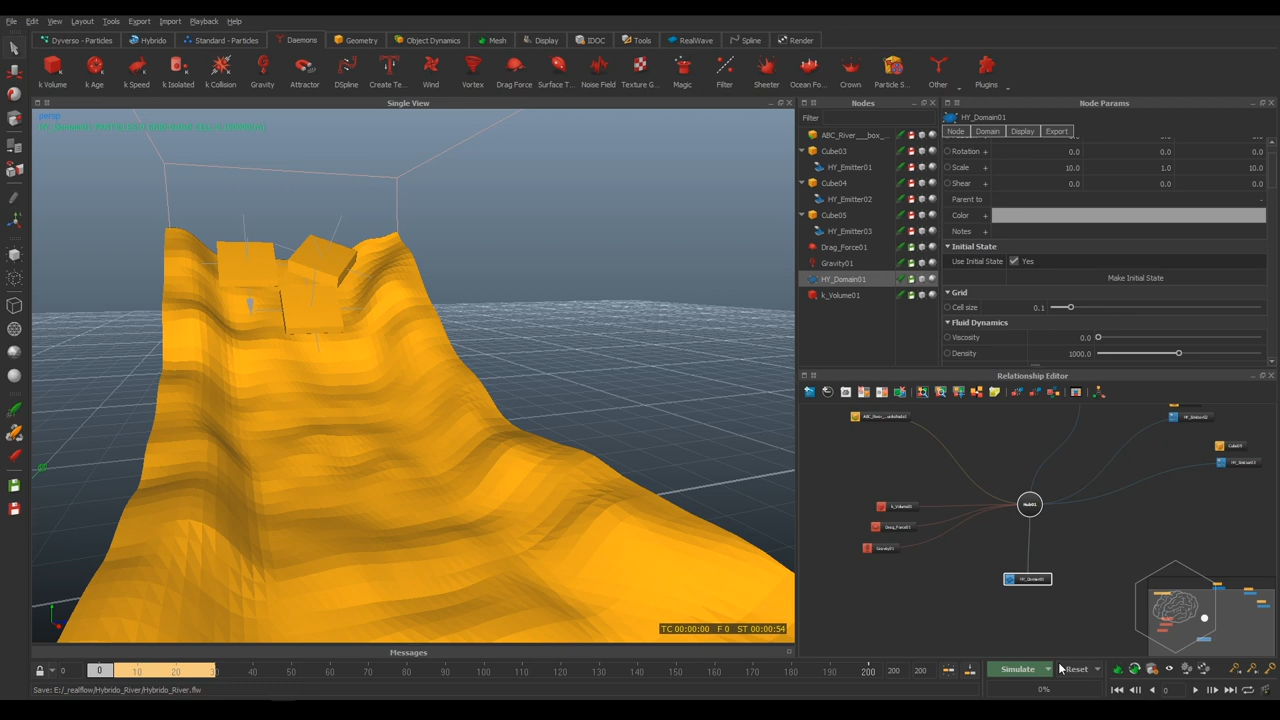 File Edit View Layout Tools Export Import Playback Help
Dyverso - Particles Hybrido Standard - Particles Daemons Geometry Object Dynamics Mesh Display IDOC Tools RealWave Spline Render
k Volume k Age k Speed k Isolated k Collision Gravity Attractor DSpline Create Te... Wind Vortex Drag Force Surface T... Noise Field Texture G... Magic Filter Sheeter Ocean Fo... Crown Particle S... Other Plugins
Single View
persp
Nodes
Filter
ABC_River___box_...
Cube03
HY_Emitter01
Cube04
HY_Emitter02
Cube05
HY_Emitter03
Drag_Force01
Gravity01
HY_Domain01
k_Volume01
Node Params
HY_Domain01
Node Domain Display Export
Rotation + 0.0 0.0 0.0
Scale + 10.0 1.0 10.0
Shear + 0.0 0.0 0.0
Parent to -
Color +
Notes +
Initial State
Use Initial State Yes
Make Initial State
Grid
Cell size 0.1
Fluid Dynamics
Viscosity 0.0
Density 1000.0
Relationship Editor
Hub01
k_Volume01
Drag_Force01
Gravity01
HY_Domain01
TC 00:00:00 F 0 ST 00:00:54
Messages
0 0 10 20 30 40 50 60 70 80 90 100 110 120 130 140 150 160 170 180 190 200 200 200
Simulate Reset
Save: E:/_realflow/Hybrido_River/Hybrido_River.flw
0%
0